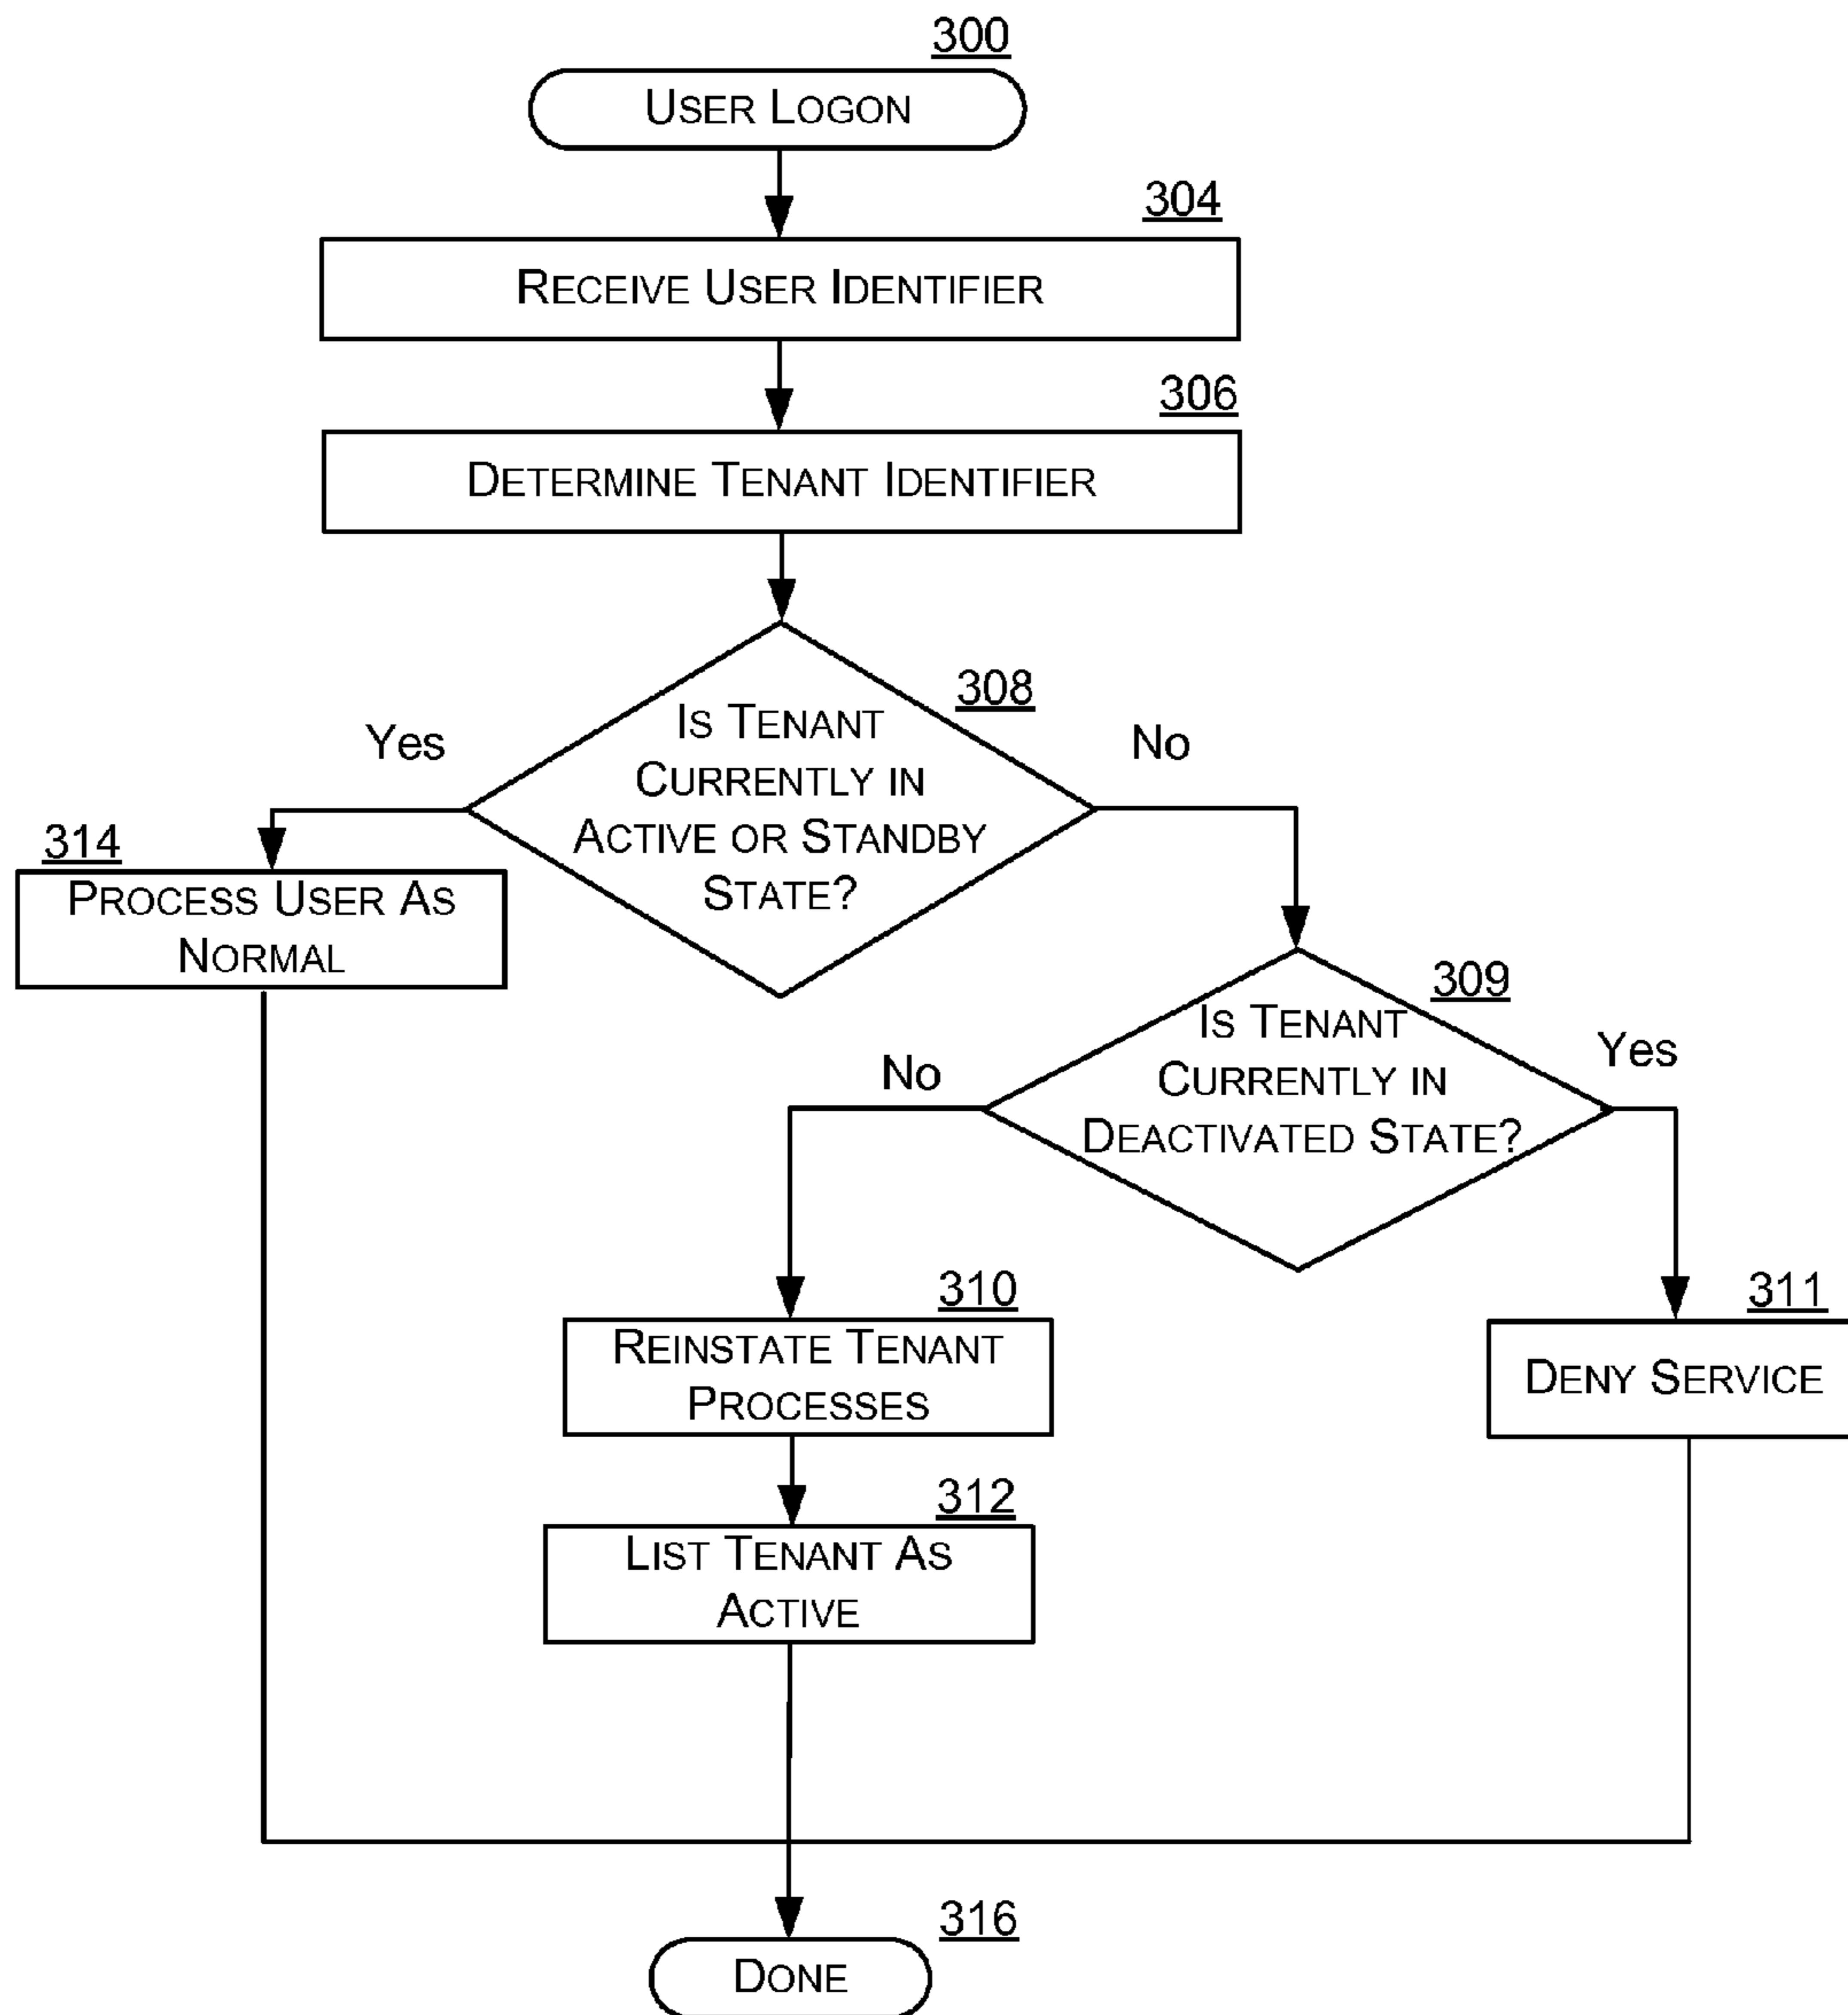 300
USER LOGON
304
RECEIVE USER IDENTIFIER
306
DETERMINE TENANT IDENTIFIER
308
IS TENANT
CURRENTLY IN
ACTIVE OR STANDBY
STATE?
Yes
No
314
PROCESS USER AS
NORMAL
309
IS TENANT
CURRENTLY IN
DEACTIVATED STATE?
No
Yes
310
REINSTATE TENANT
PROCESSES
311
DENY SERVICE
312
LIST TENANT AS
ACTIVE
316
DONE